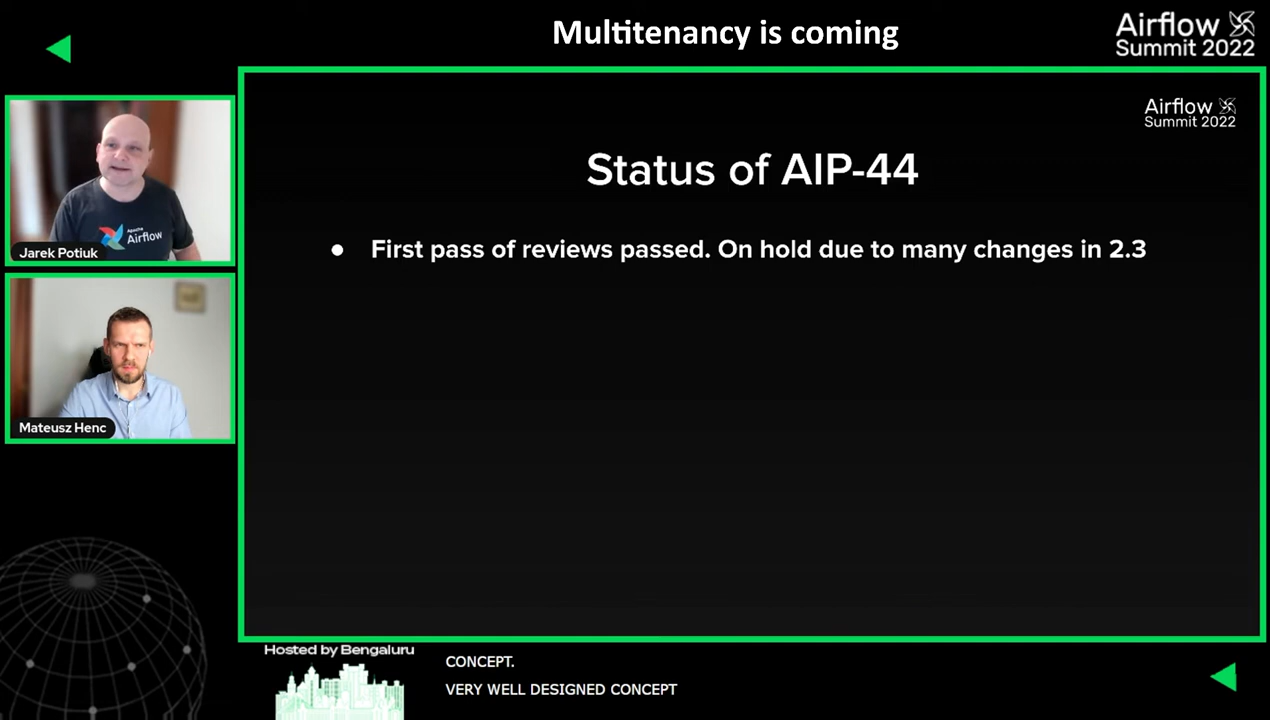 Multitenancy is coming
Airflow
Summit 2022
Airflow
Summit 2022
Status of AIP-44
● First pass of reviews passed. On hold due to many changes in 2.3
Apache
Airflow
Jarek Potiuk
Mateusz Henc
Hosted by Bengaluru
CONCEPT.
VERY WELL DESIGNED CONCEPT